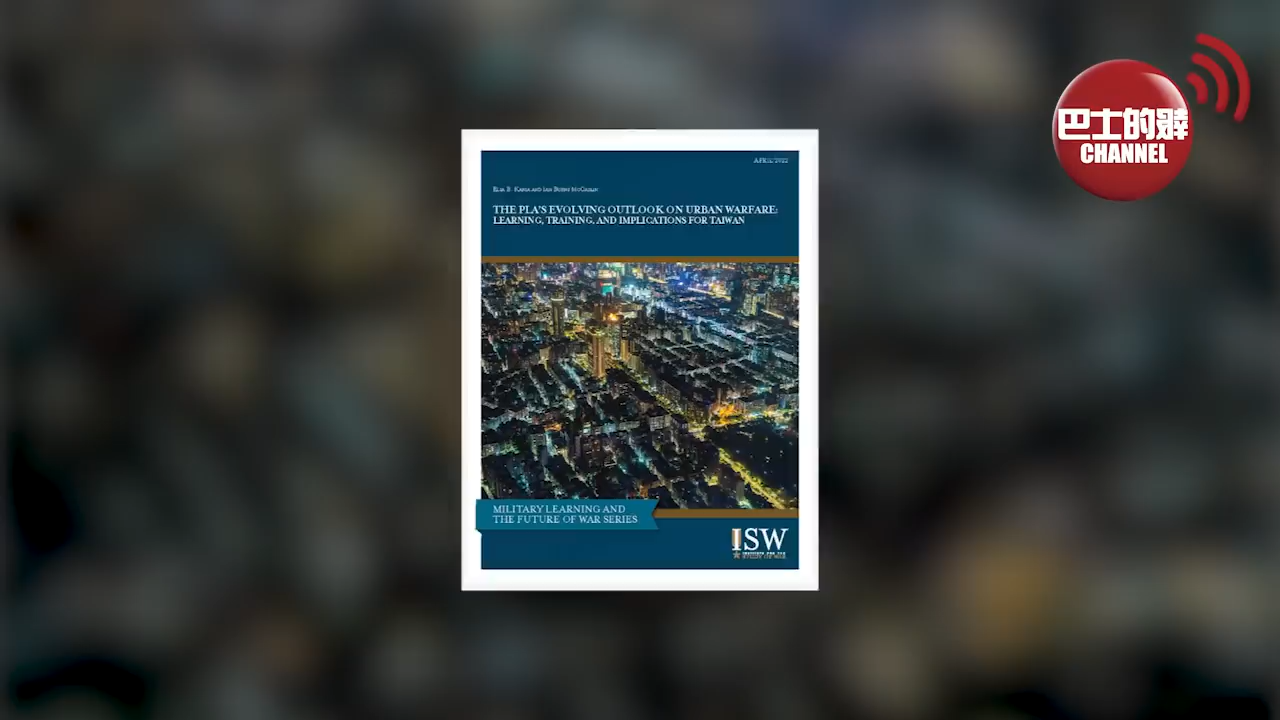 巴士的報
CHANNEL
APRIL 2022
ELSA B. KANIA AND IAN BURNS MCCASLIN
THE PLA'S EVOLVING OUTLOOK ON URBAN WARFARE:
LEARNING, TRAINING, AND IMPLICATIONS FOR TAIWAN
MILITARY LEARNING AND
THE FUTURE OF WAR SERIES
ISW
INSTITUTE FOR THE
STUDY OF WAR